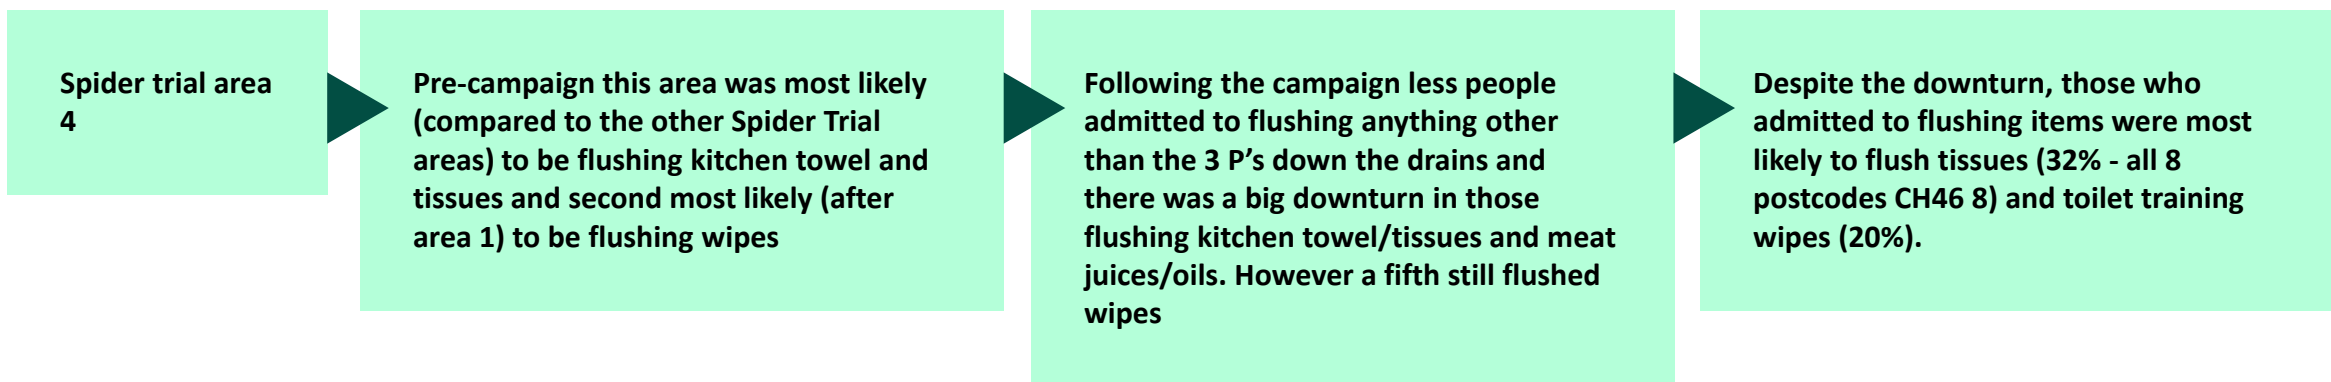 Spider trial area
4
Pre-campaign this area was most likely
(compared to the other Spider Trial
areas) to be flushing kitchen towel and
tissues and second most likely (after
area 1) to be flushing wipes
Following the campaign less people
admitted to flushing anything other
than the 3 P’s down the drains and
there was a big downturn in those
flushing kitchen towel/tissues and meat
juices/oils. However a fifth still flushed
wipes
Despite the downturn, those who
admitted to flushing items were most
likely to flush tissues (32% - all 8
postcodes CH46 8) and toilet training
wipes (20%).